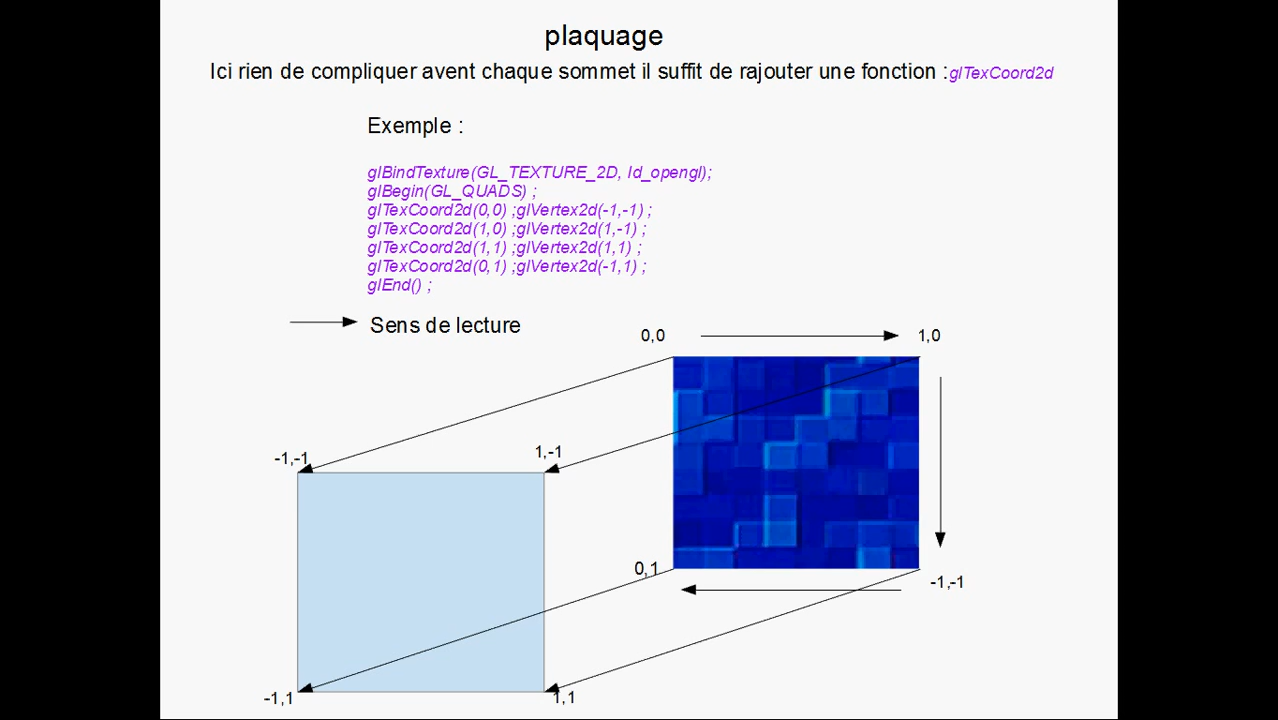 plaquage
Ici rien de compliquer avent chaque sommet il suffit de rajouter une fonction :glTexCoord2d
Exemple :
glBindTexture(GL_TEXTURE_2D, Id_opengl);
glBegin(GL_QUADS) ;
glTexCoord2d(0,0) ;glVertex2d(-1,-1) ;
glTexCoord2d(1,0) ;glVertex2d(1,-1) ;
glTexCoord2d(1,1) ;glVertex2d(1,1) ;
glTexCoord2d(0,1) ;glVertex2d(-1,1) ;
glEnd() ;
Sens de lecture
0,0
1,0
-1,-1
1,-1
0,1
-1,-1
-1,1
1,1